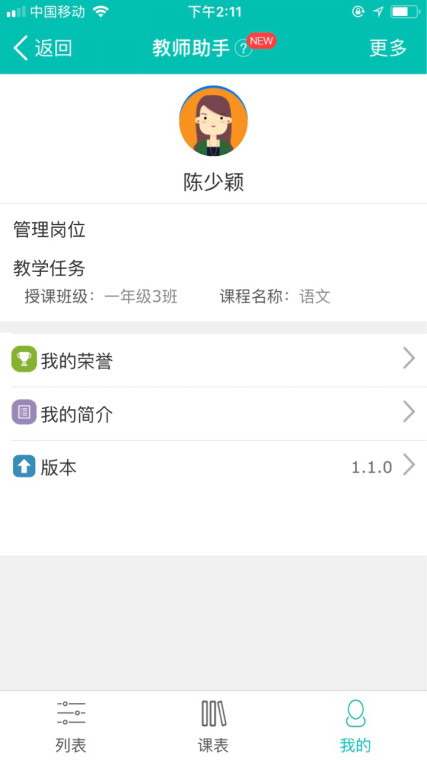 中国移动 下午2:11
返回 教师助手 ? NEW 更多
陈少颖
管理岗位
教学任务
授课班级：一年级3班 课程名称：语文
我的荣誉
我的简介
版本 1.1.0
列表 课表 我的